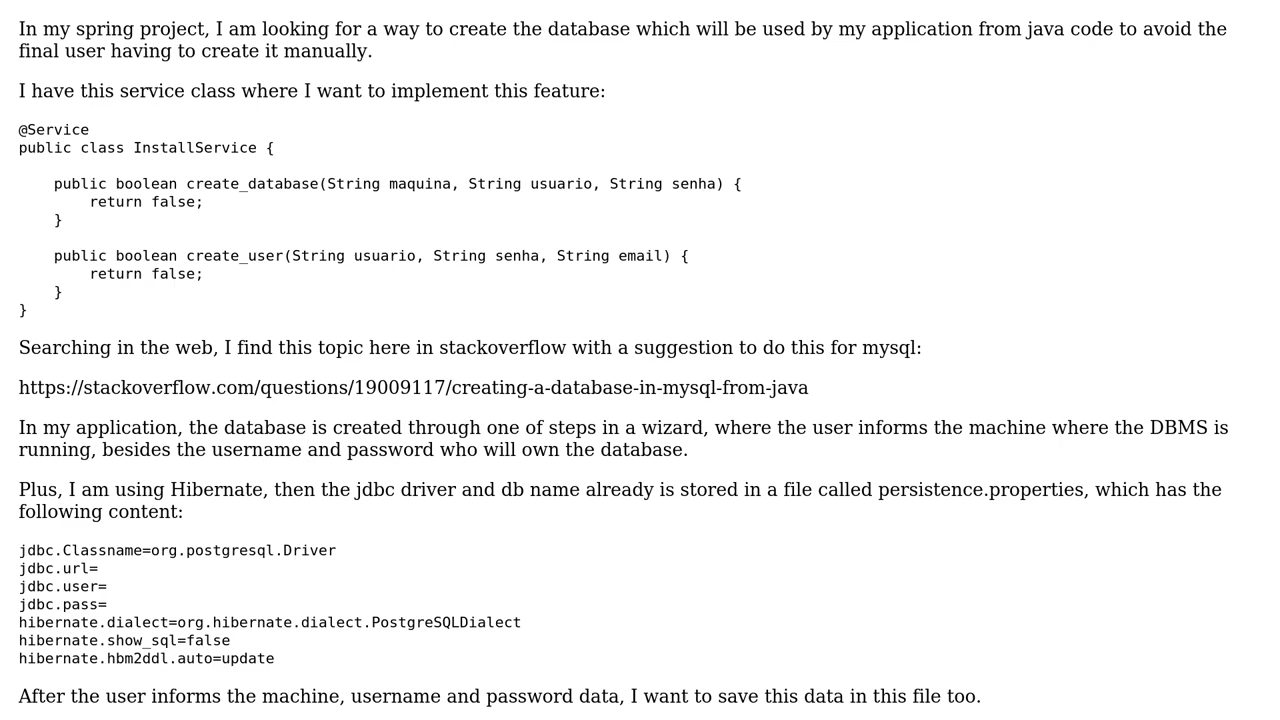 In my spring project, I am looking for a way to create the database which will be used by my application from java code to avoid the
final user having to create it manually.
I have this service class where I want to implement this feature:
@Service
public class InstallService {
    public boolean create_database(String maquina, String usuario, String senha) {
        return false;
    }
    public boolean create_user(String usuario, String senha, String email) {
        return false;
    }
}
Searching in the web, I find this topic here in stackoverflow with a suggestion to do this for mysql:
https://stackoverflow.com/questions/19009117/creating-a-database-in-mysql-from-java
In my application, the database is created through one of steps in a wizard, where the user informs the machine where the DBMS is
running, besides the username and password who will own the database.
Plus, I am using Hibernate, then the jdbc driver and db name already is stored in a file called persistence.properties, which has the
following content:
jdbc.Classname=org.postgresql.Driver
jdbc.url=
jdbc.user=
jdbc.pass=
hibernate.dialect=org.hibernate.dialect.PostgreSQLDialect
hibernate.show_sql=false
hibernate.hbm2ddl.auto=update
After the user informs the machine, username and password data, I want to save this data in this file too.